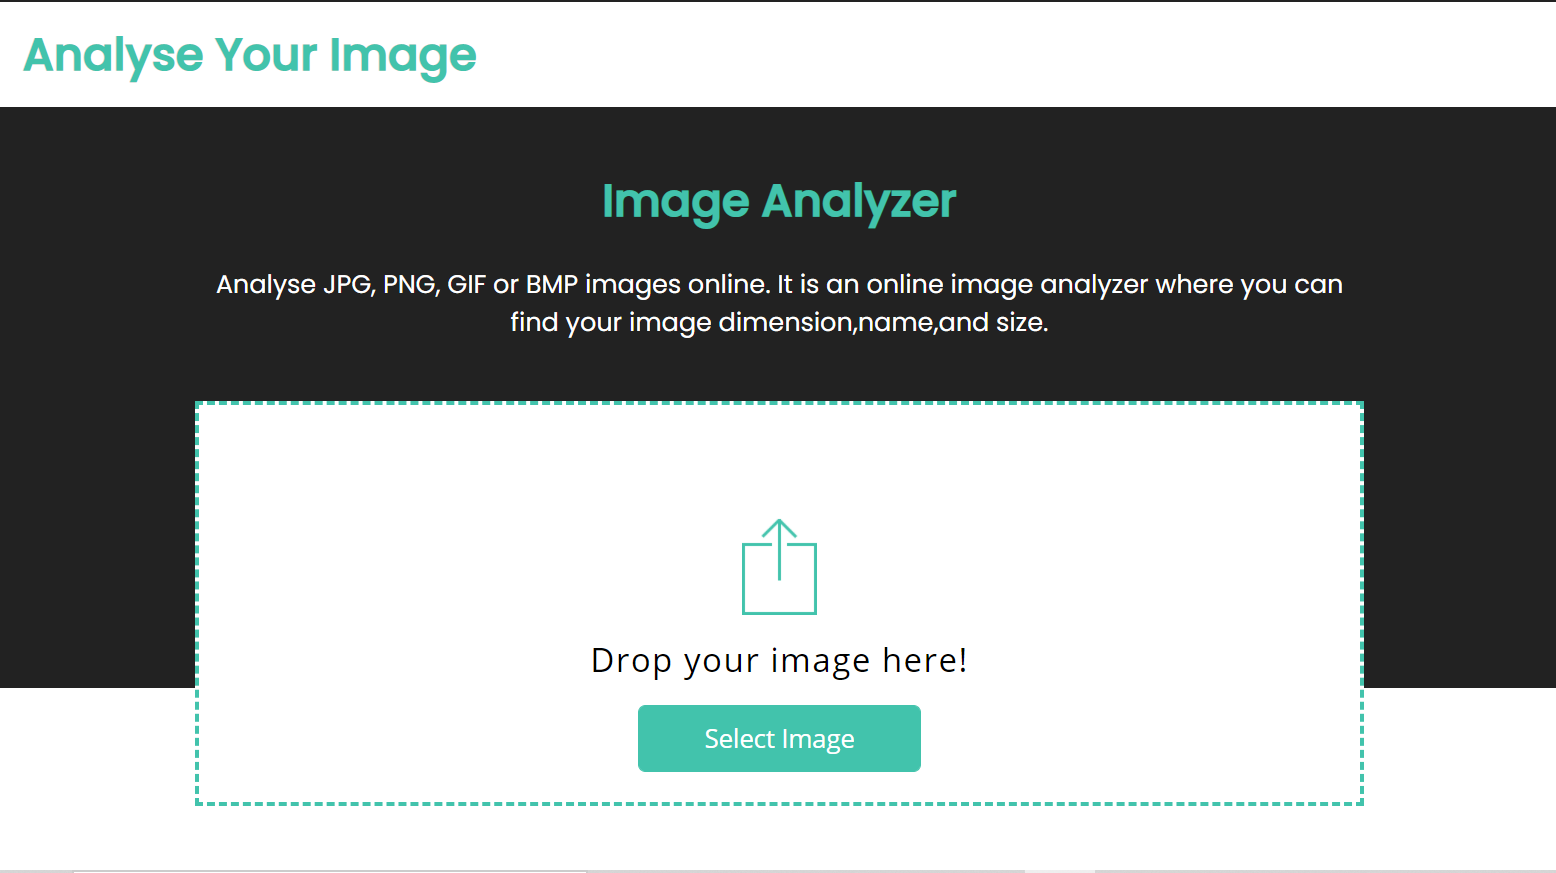 Analyse Your Image
Image Analyzer
Analyse JPG, PNG, GIF or BMP images online. It is an online image analyzer where you can
find your image dimension,name,and size.
Drop your image here!
Select Image